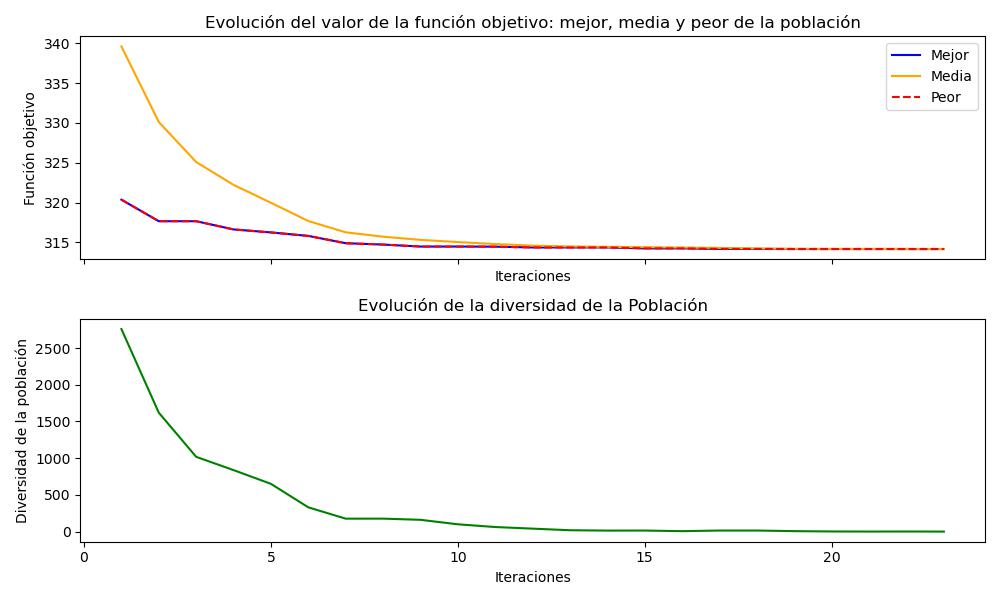 Evolución del valor de la función objetivo: mejor, media y peor de la población
Función objetivo
340
335
330
325
320
315
Mejor
Media
Peor
Iteraciones
Evolución de la diversidad de la Población
Diversidad de la población
2500
2000
1500
1000
500
0
0 5 10 15 20
Iteraciones